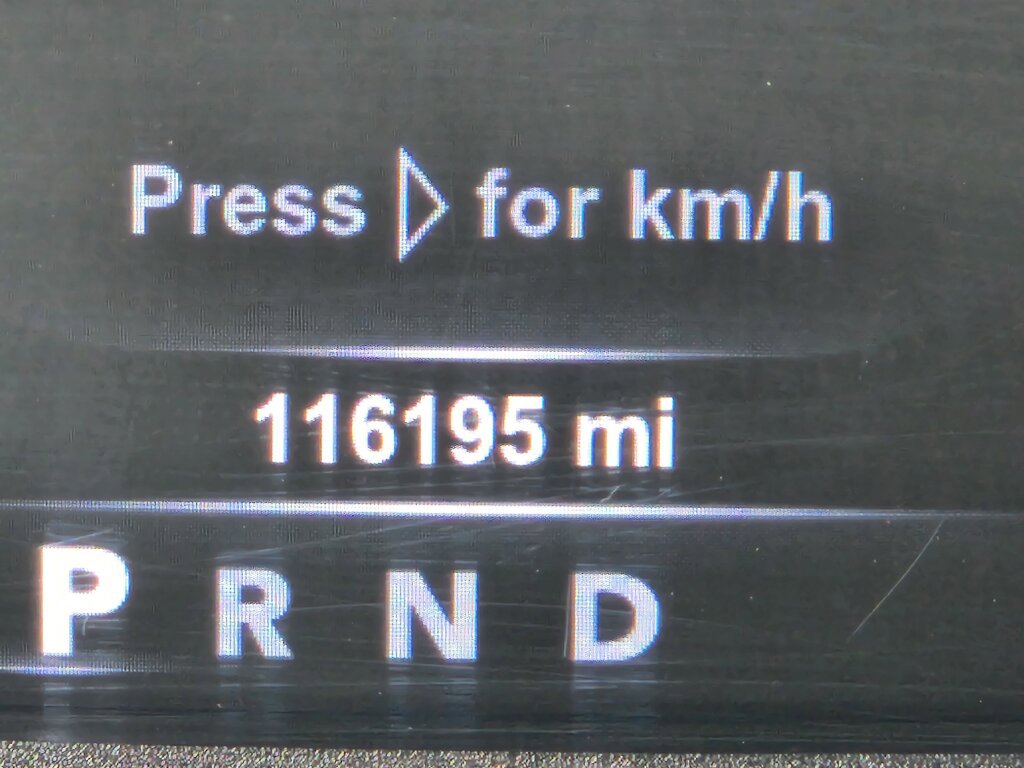 Press ▷ for km/h
116195 mi
P R N D